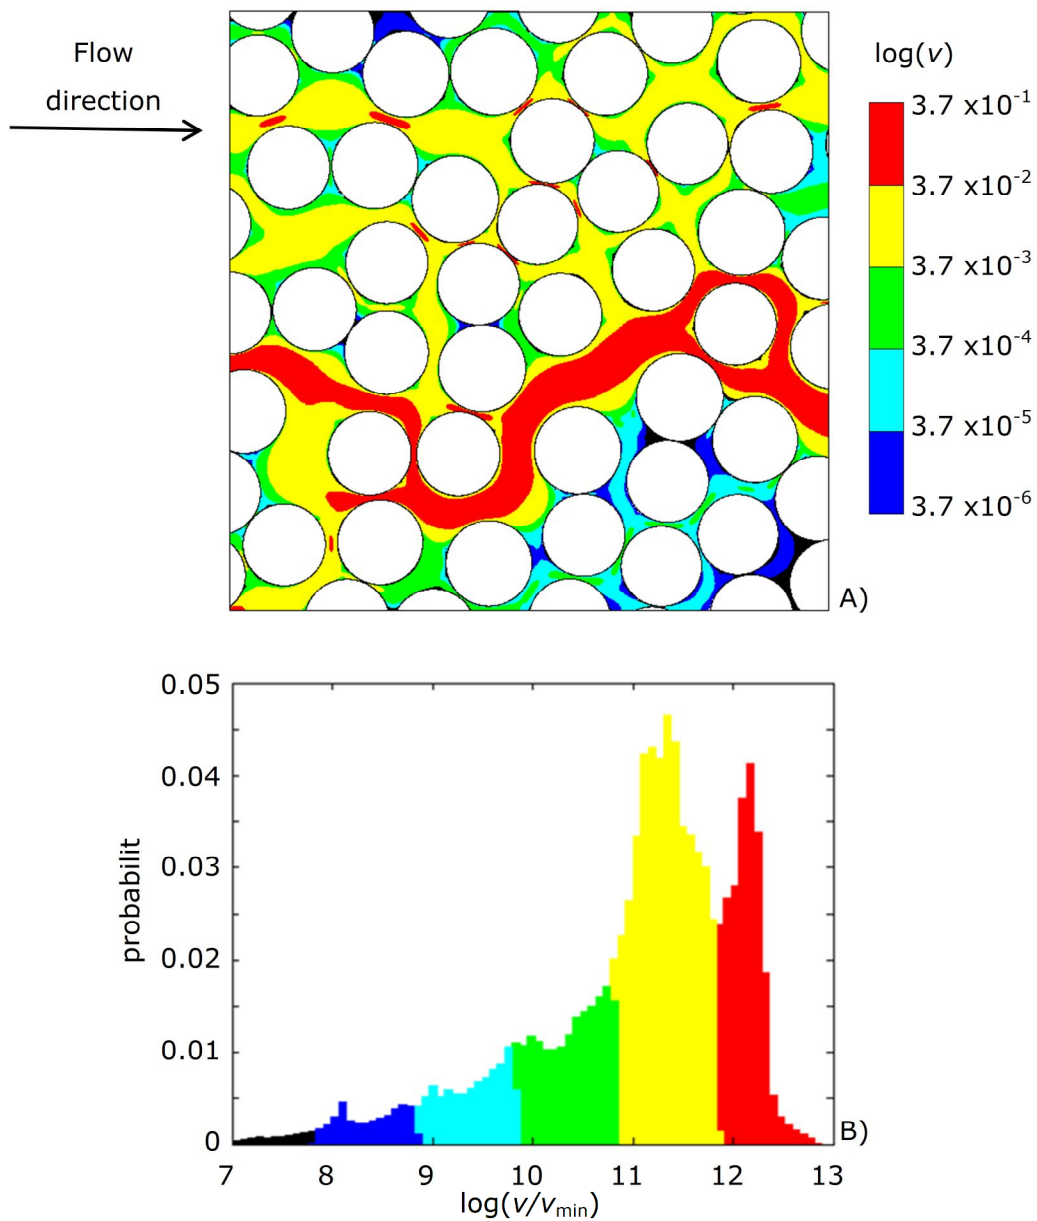 Flow
direction
log(v)
3.7 x10-1
3.7 x10-2
3.7 x10-3
3.7 x10-4
3.7 x10-5
3.7 x10-6
A)
0.05
0.04
0.03
0.02
0.01
0
probabilit
B)
7 8 9 10 11 12 13
log(v/vmin)